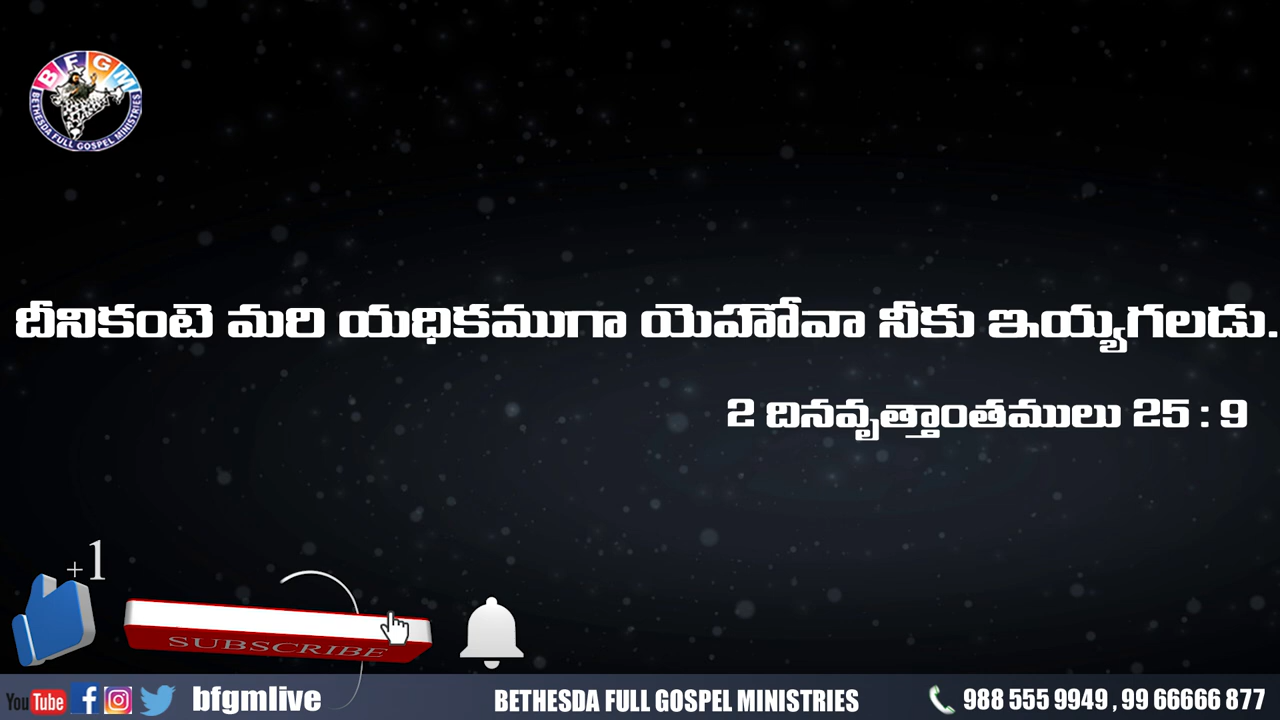 BFGM
BETHESDA FULL GOSPEL MINISTRIES
దీనికంటె మరి యధికముగా యెహోవా నీకు ఇయ్యగలడు.
2 దినవృత్తాంతములు 25 : 9
+1
SUBSCRIBE
YouTube bfgmlive BETHESDA FULL GOSPEL MINISTRIES 988 555 9949 , 99 66666 877